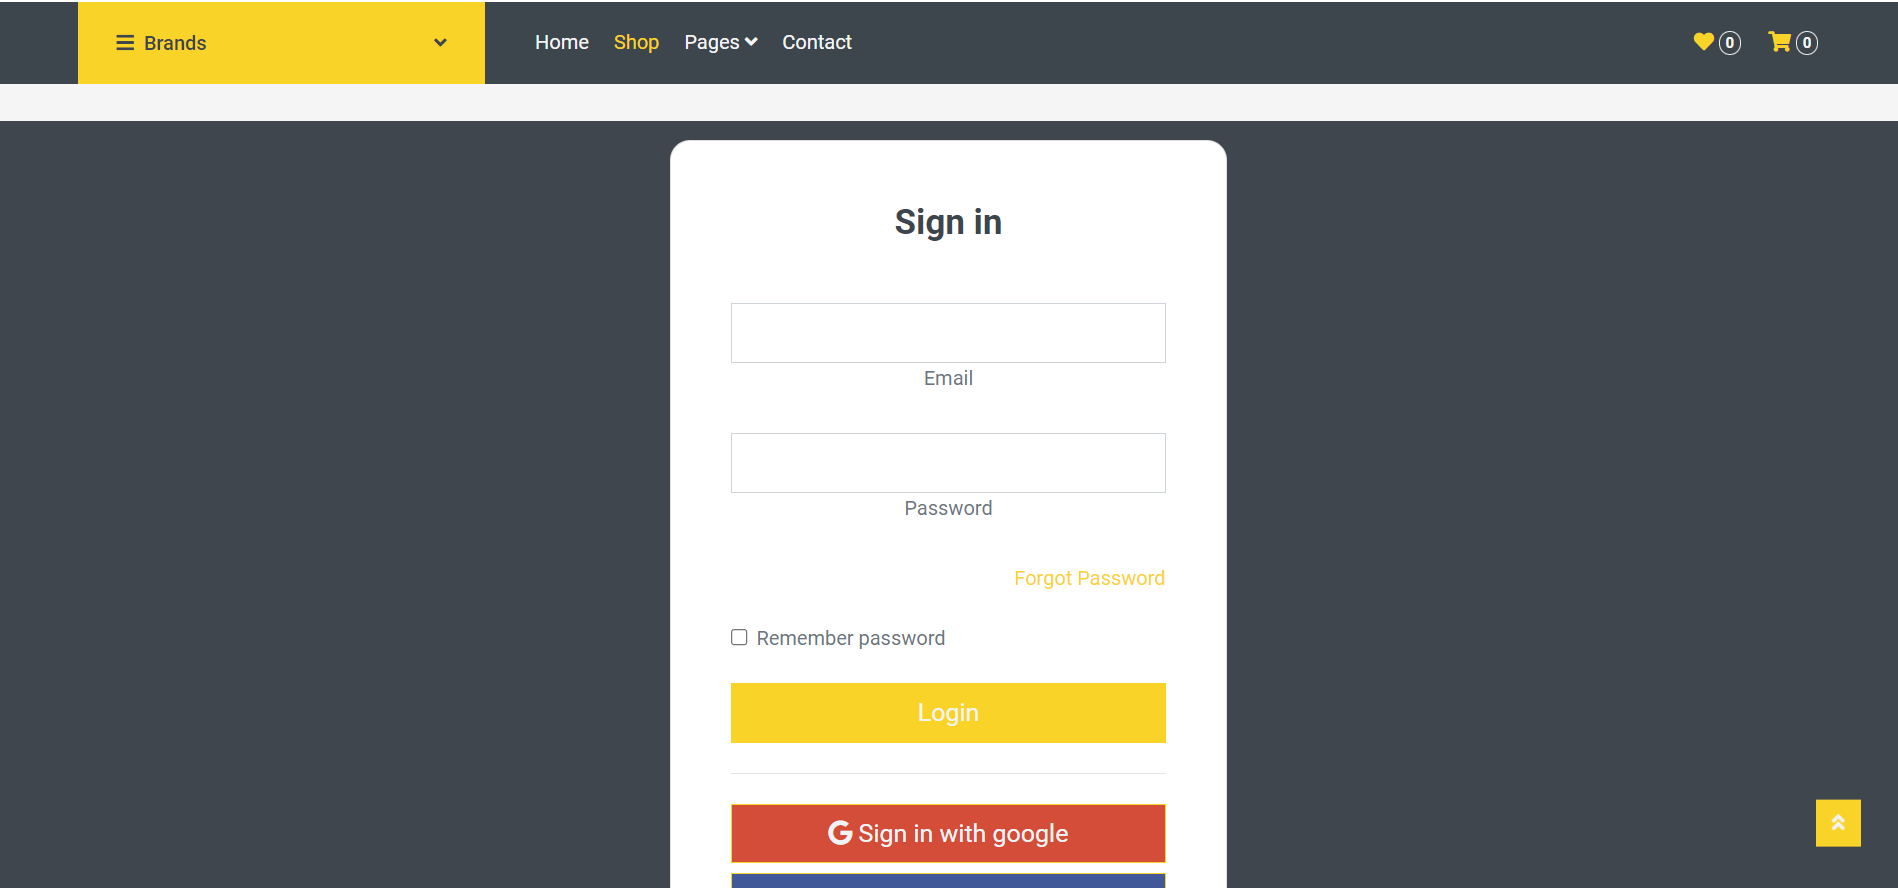 Brands
Home Shop Pages Contact
0 0
Sign in
Email
Password
Forgot Password
Remember password
Login
Sign in with google